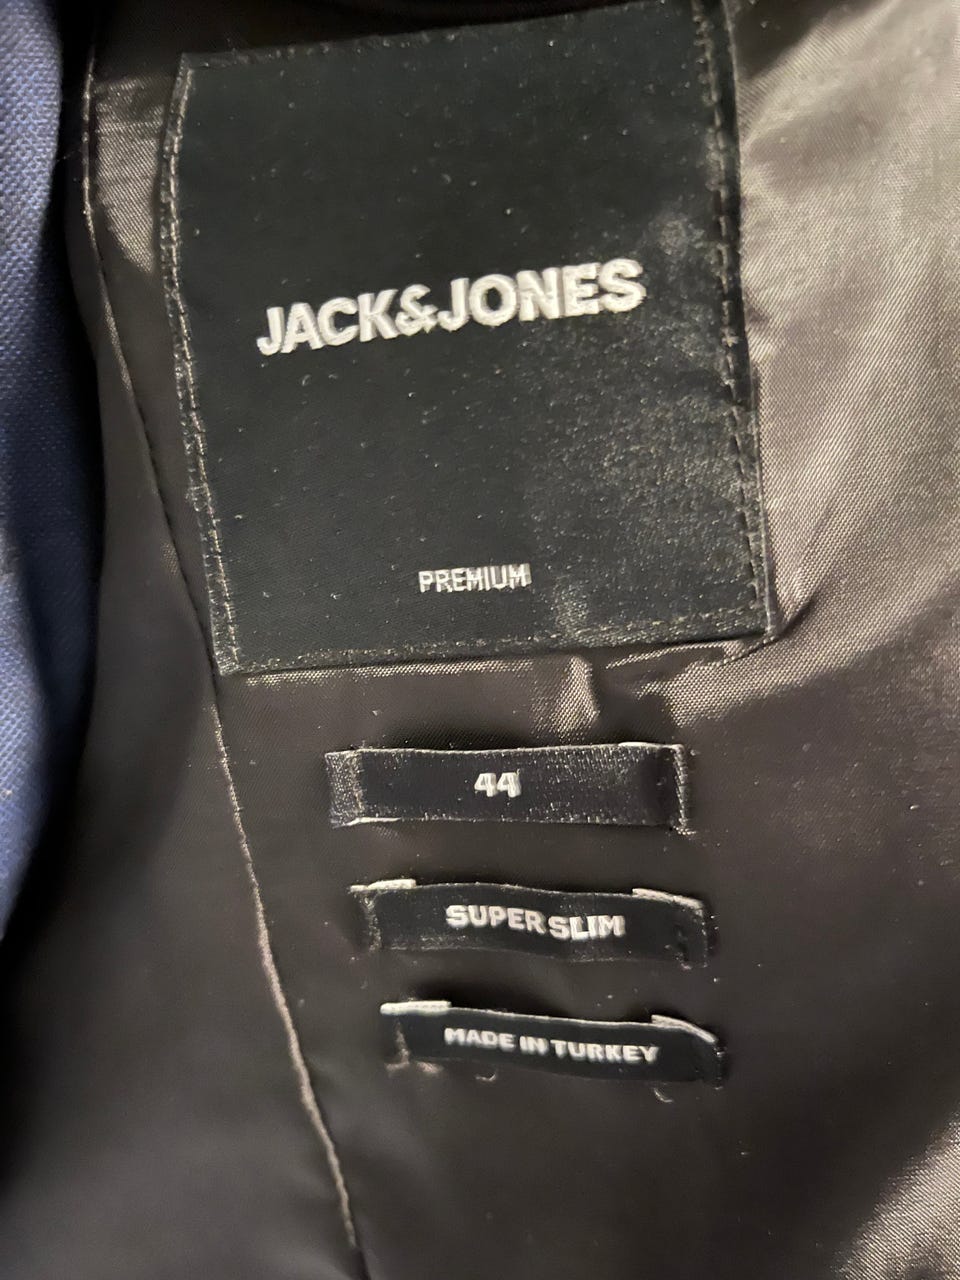 JACK&JONES
PREMIUM
44
SUPER SLIM
MADE IN TURKEY